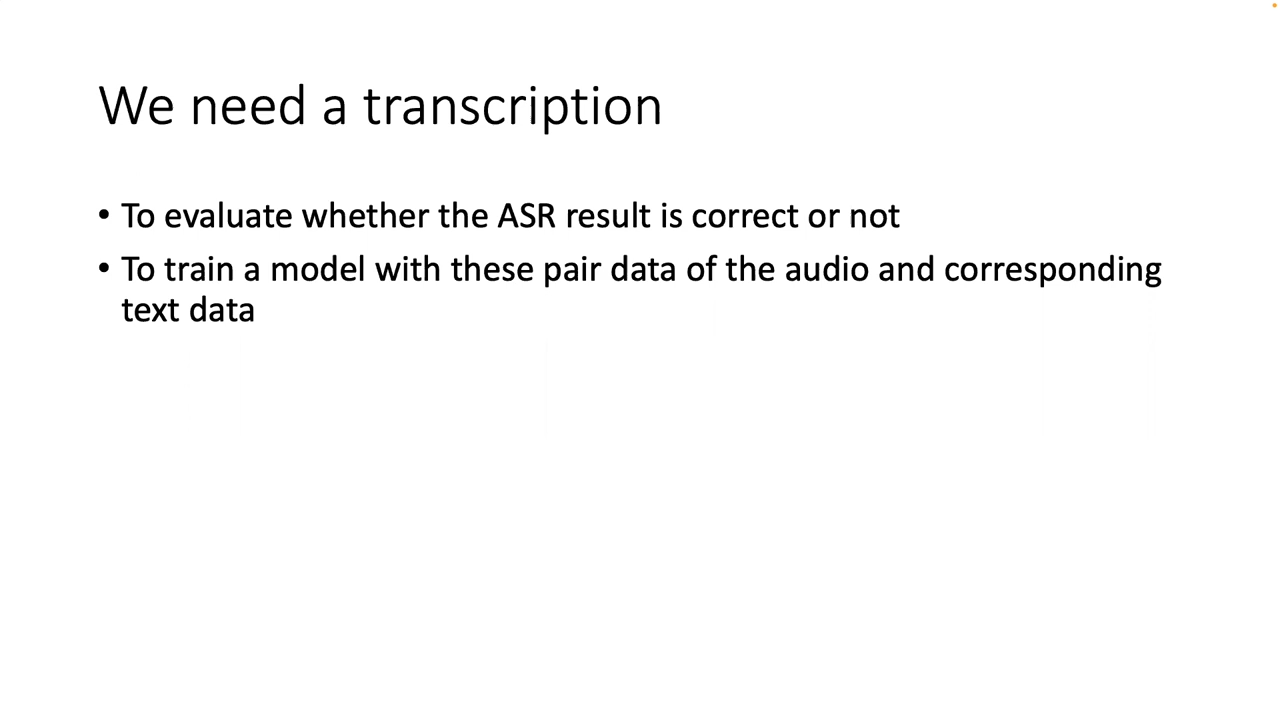 We need a transcription
• To evaluate whether the ASR result is correct or not
• To train a model with these pair data of the audio and corresponding
text data